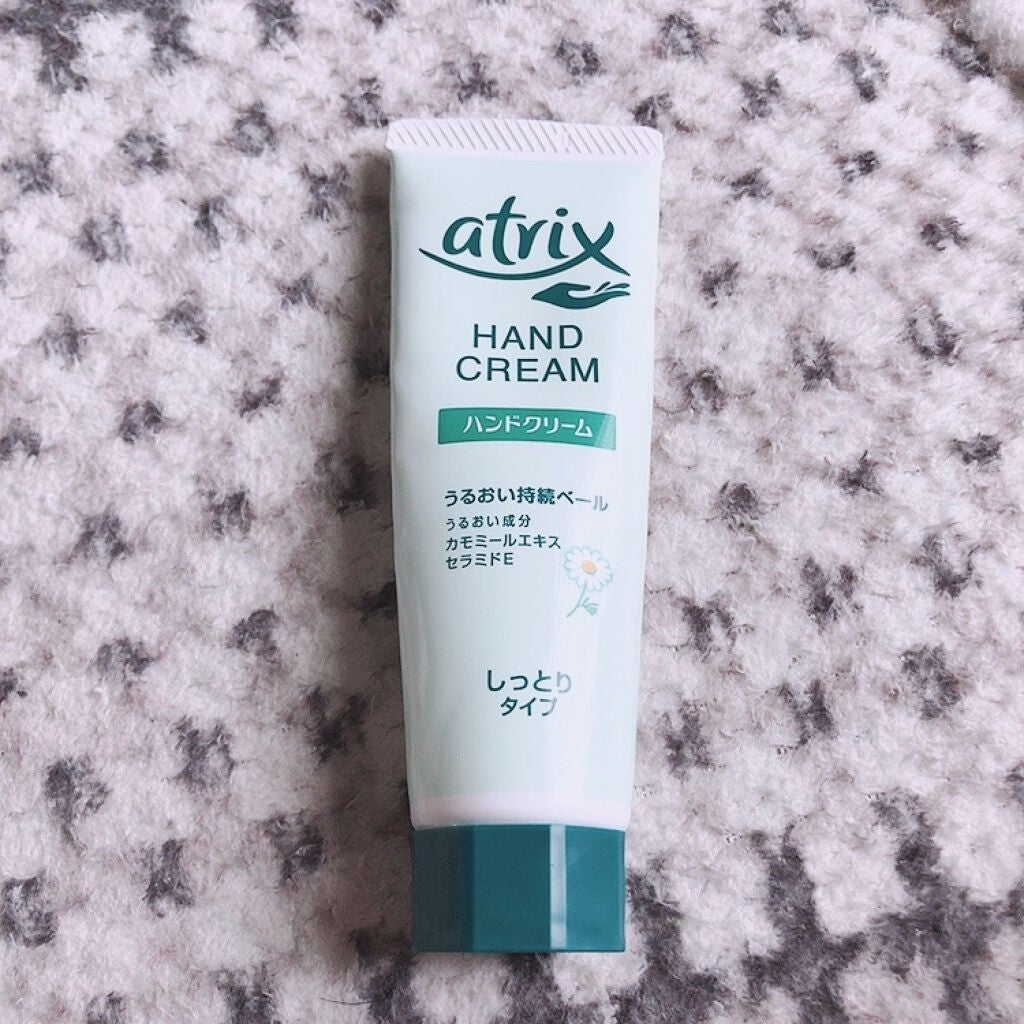 atrix
HAND
CREAM
ハンドクリーム
うるおい持続ベール
うるおい成分
カモミールエキス
セラミドE
しっとり
タイプ